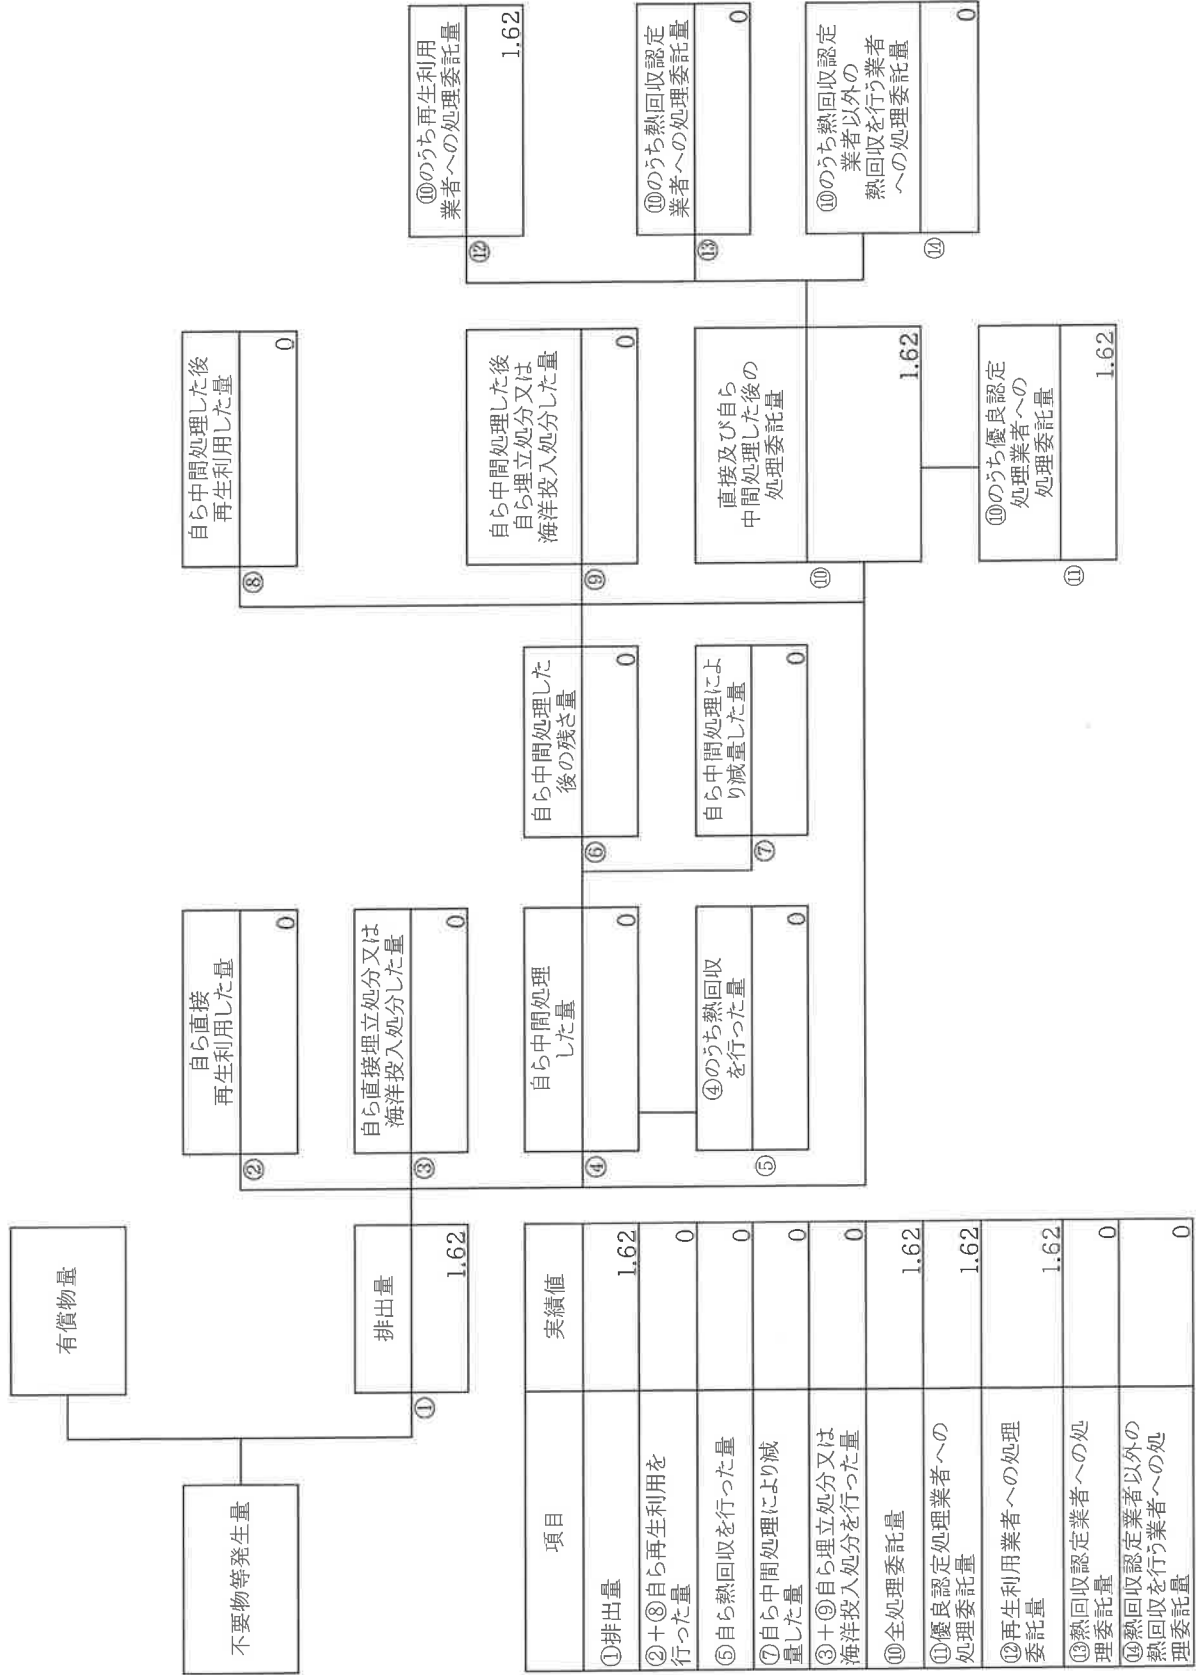 不要物等発生量
有償物量
①
排出量
1.62
②
自ら直接
再生利用した量
0
③
自ら直接埋立処分又は
海洋投入処分した量
0
④
自ら中間処理
した量
0
⑤
④のうち熱回収
を行った量
0
⑥
自ら中間処理した
後の残さ量
0
⑦
自ら中間処理によ
り減量した量
0
⑧
自ら中間処理した後
再生利用した量
0
⑨
自ら中間処理した後
自ら埋立処分又は
海洋投入処分した量
0
⑩
直接及び自ら
中間処理した後の
処理委託量
1.62
⑪
⑩のうち優良認定
処理業者への
処理委託量
1.62
⑫
⑩のうち再生利用
業者への処理委託量
1.62
⑬
⑩のうち熱回収認定
業者への処理委託量
0
⑭
⑩のうち熱回収認定
業者以外の
熱回収を行う業者
への処理委託量
0
項目 実績値
①排出量 1.62
②+⑧自ら再生利用を
行った量 0
⑤自ら熱回収を行った量 0
⑦自ら中間処理により減
量した量 0
③+⑨自ら埋立処分又は
海洋投入処分を行った量 0
⑩全処理委託量 1.62
⑪優良認定処理業者への
処理委託量 1.62
⑫再生利用業者への処理
委託量 1.62
⑬熱回収認定業者への処
理委託量 0
⑭熱回収認定業者以外の
熱回収を行う業者への処
理委託量 0